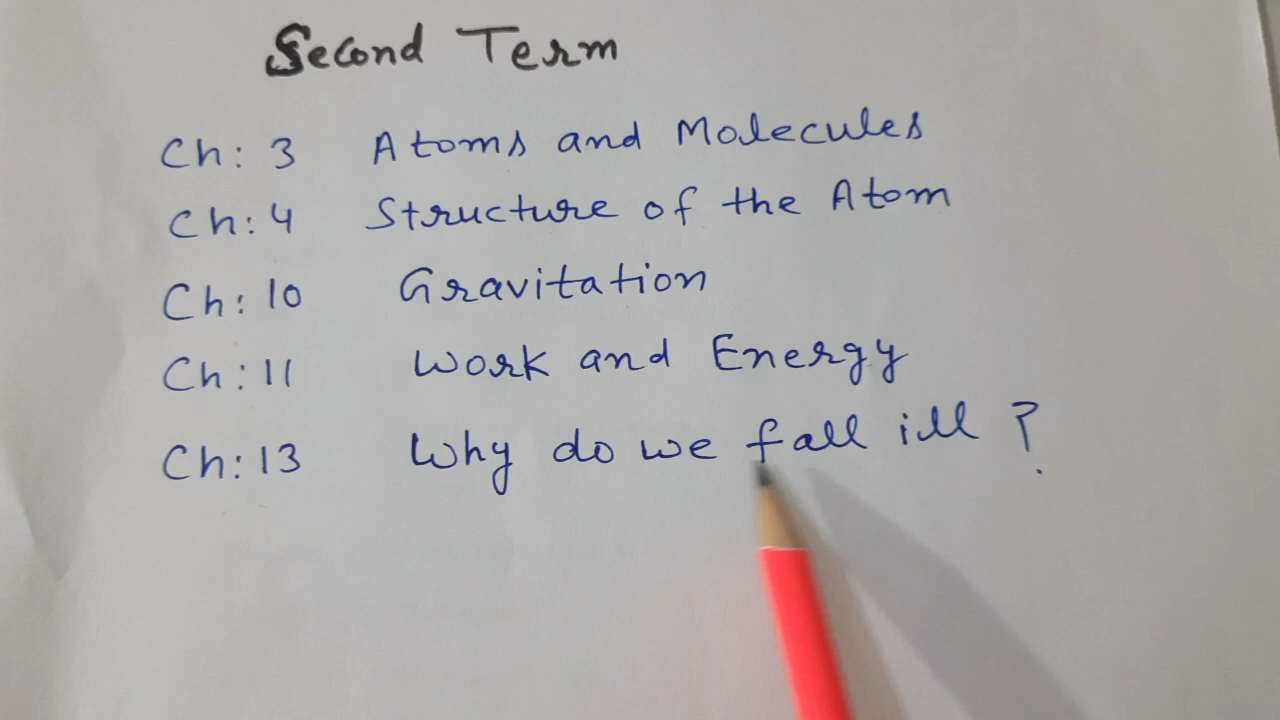 Second Term
Ch: 3 Atoms and Molecules
Ch: 4 Structure of the Atom
Ch: 10 Gravitation
Ch: 11 Work and Energy
Ch: 13 Why do we fall ill ?